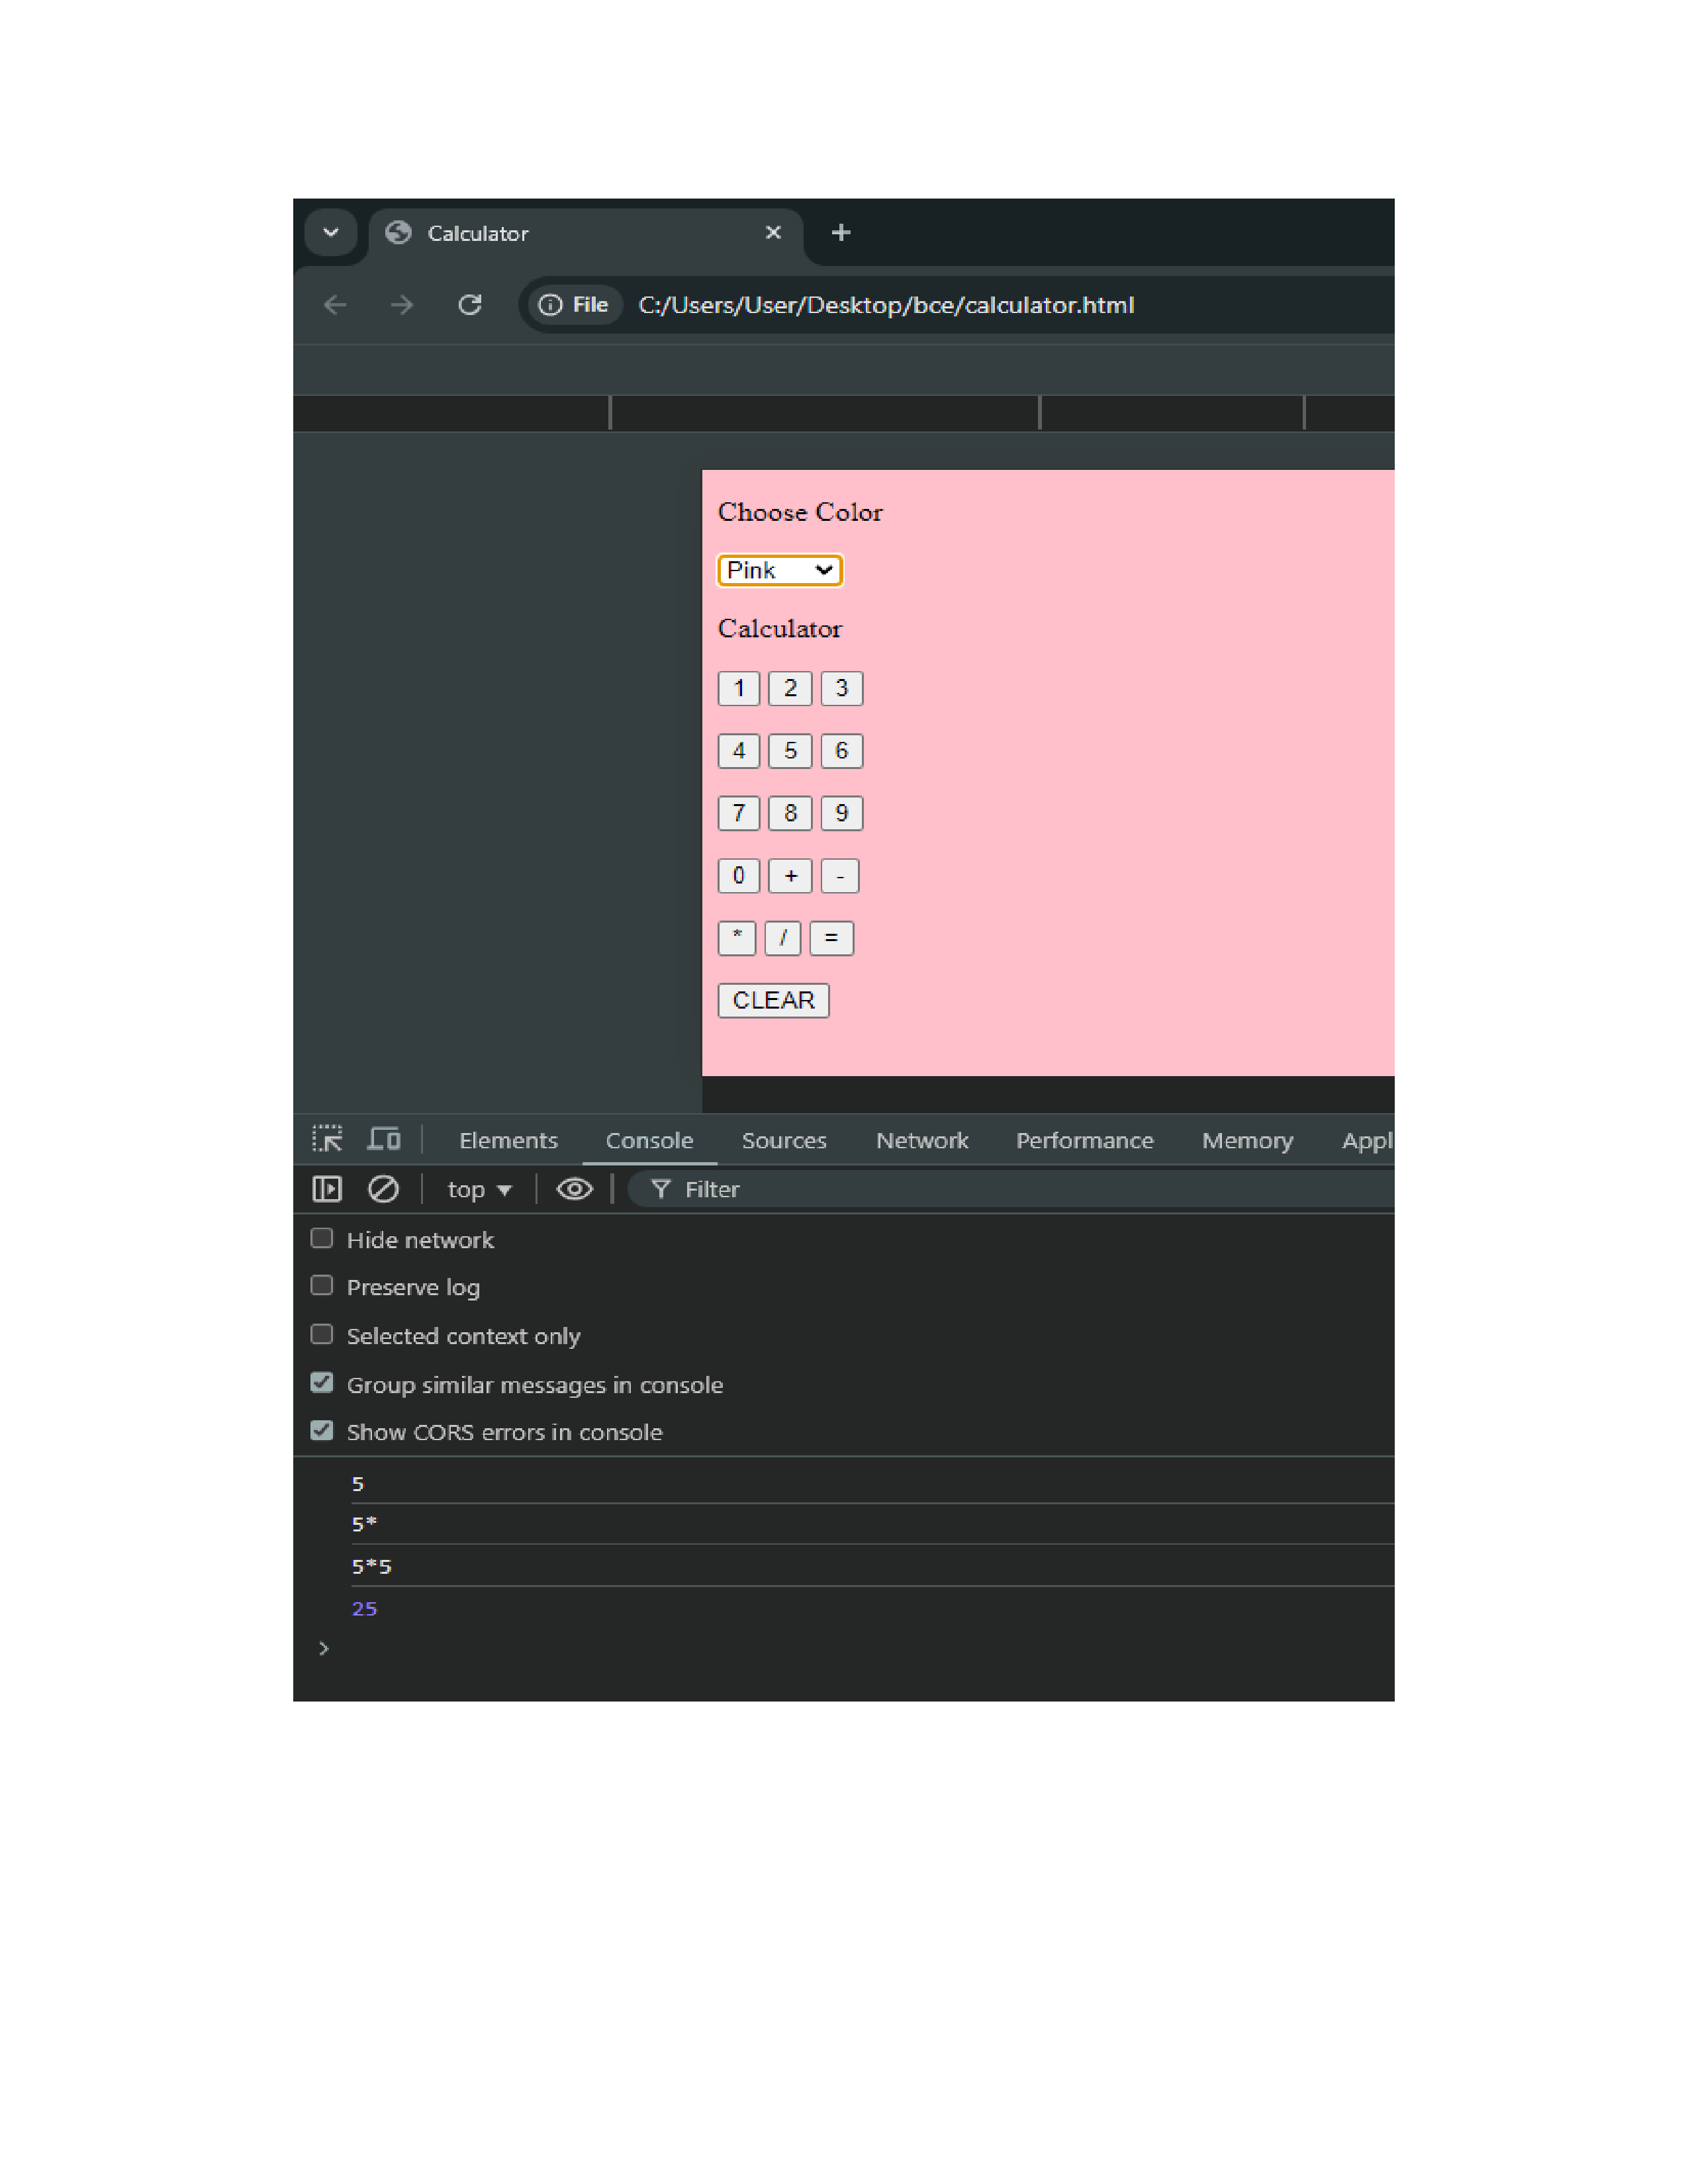 Calculator
File C:/Users/User/Desktop/bce/calculator.html
Choose Color
Pink
Calculator
1 2 3
4 5 6
7 8 9
0 + -
* / =
CLEAR
Elements Console Sources Network Performance Memory Appl
top Filter
Hide network
Preserve log
Selected context only
Group similar messages in console
Show CORS errors in console
5
5*
5*5
25